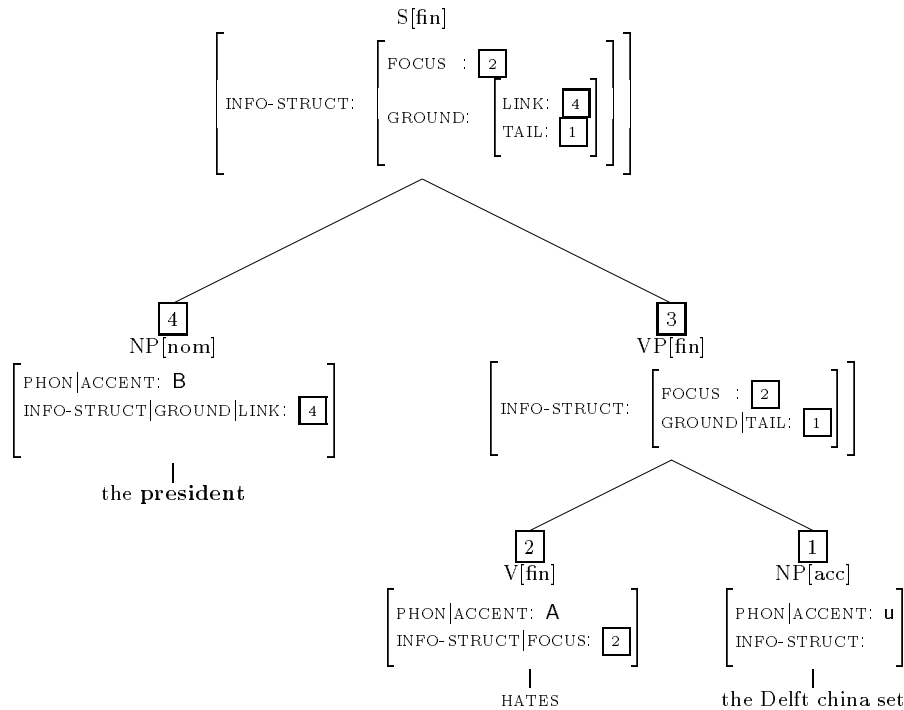 S[fin]
FOCUS : 2
INFO-STRUCT: LINK: 4
GROUND:
TAIL: 1
4 3
NP[nom] VP[fin]
PHON|ACCENT: B
INFO-STRUCT|GROUND|LINK: 4
FOCUS : 2
INFO-STRUCT:
GROUND|TAIL: 1
the president
2 1
V[fin] NP[acc]
PHON|ACCENT: A PHON|ACCENT: u
INFO-STRUCT|FOCUS: 2 INFO-STRUCT:
HATES the Delft china set